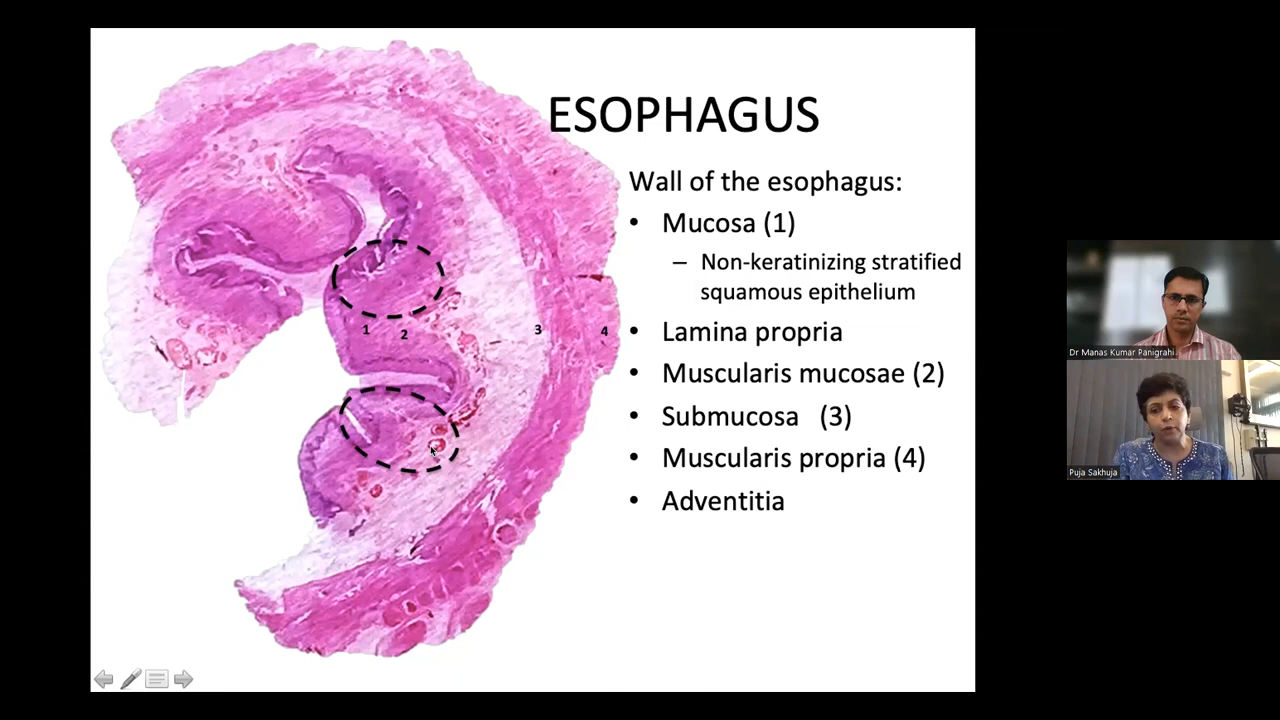 ESOPHAGUS
Wall of the esophagus:
• Mucosa (1)
– Non-keratinizing stratified
squamous epithelium
• Lamina propria
• Muscularis mucosae (2)
• Submucosa (3)
• Muscularis propria (4)
• Adventitia
1
2
3
4
Dr Manas Kumar Panigrahi
Puja Sakhuja